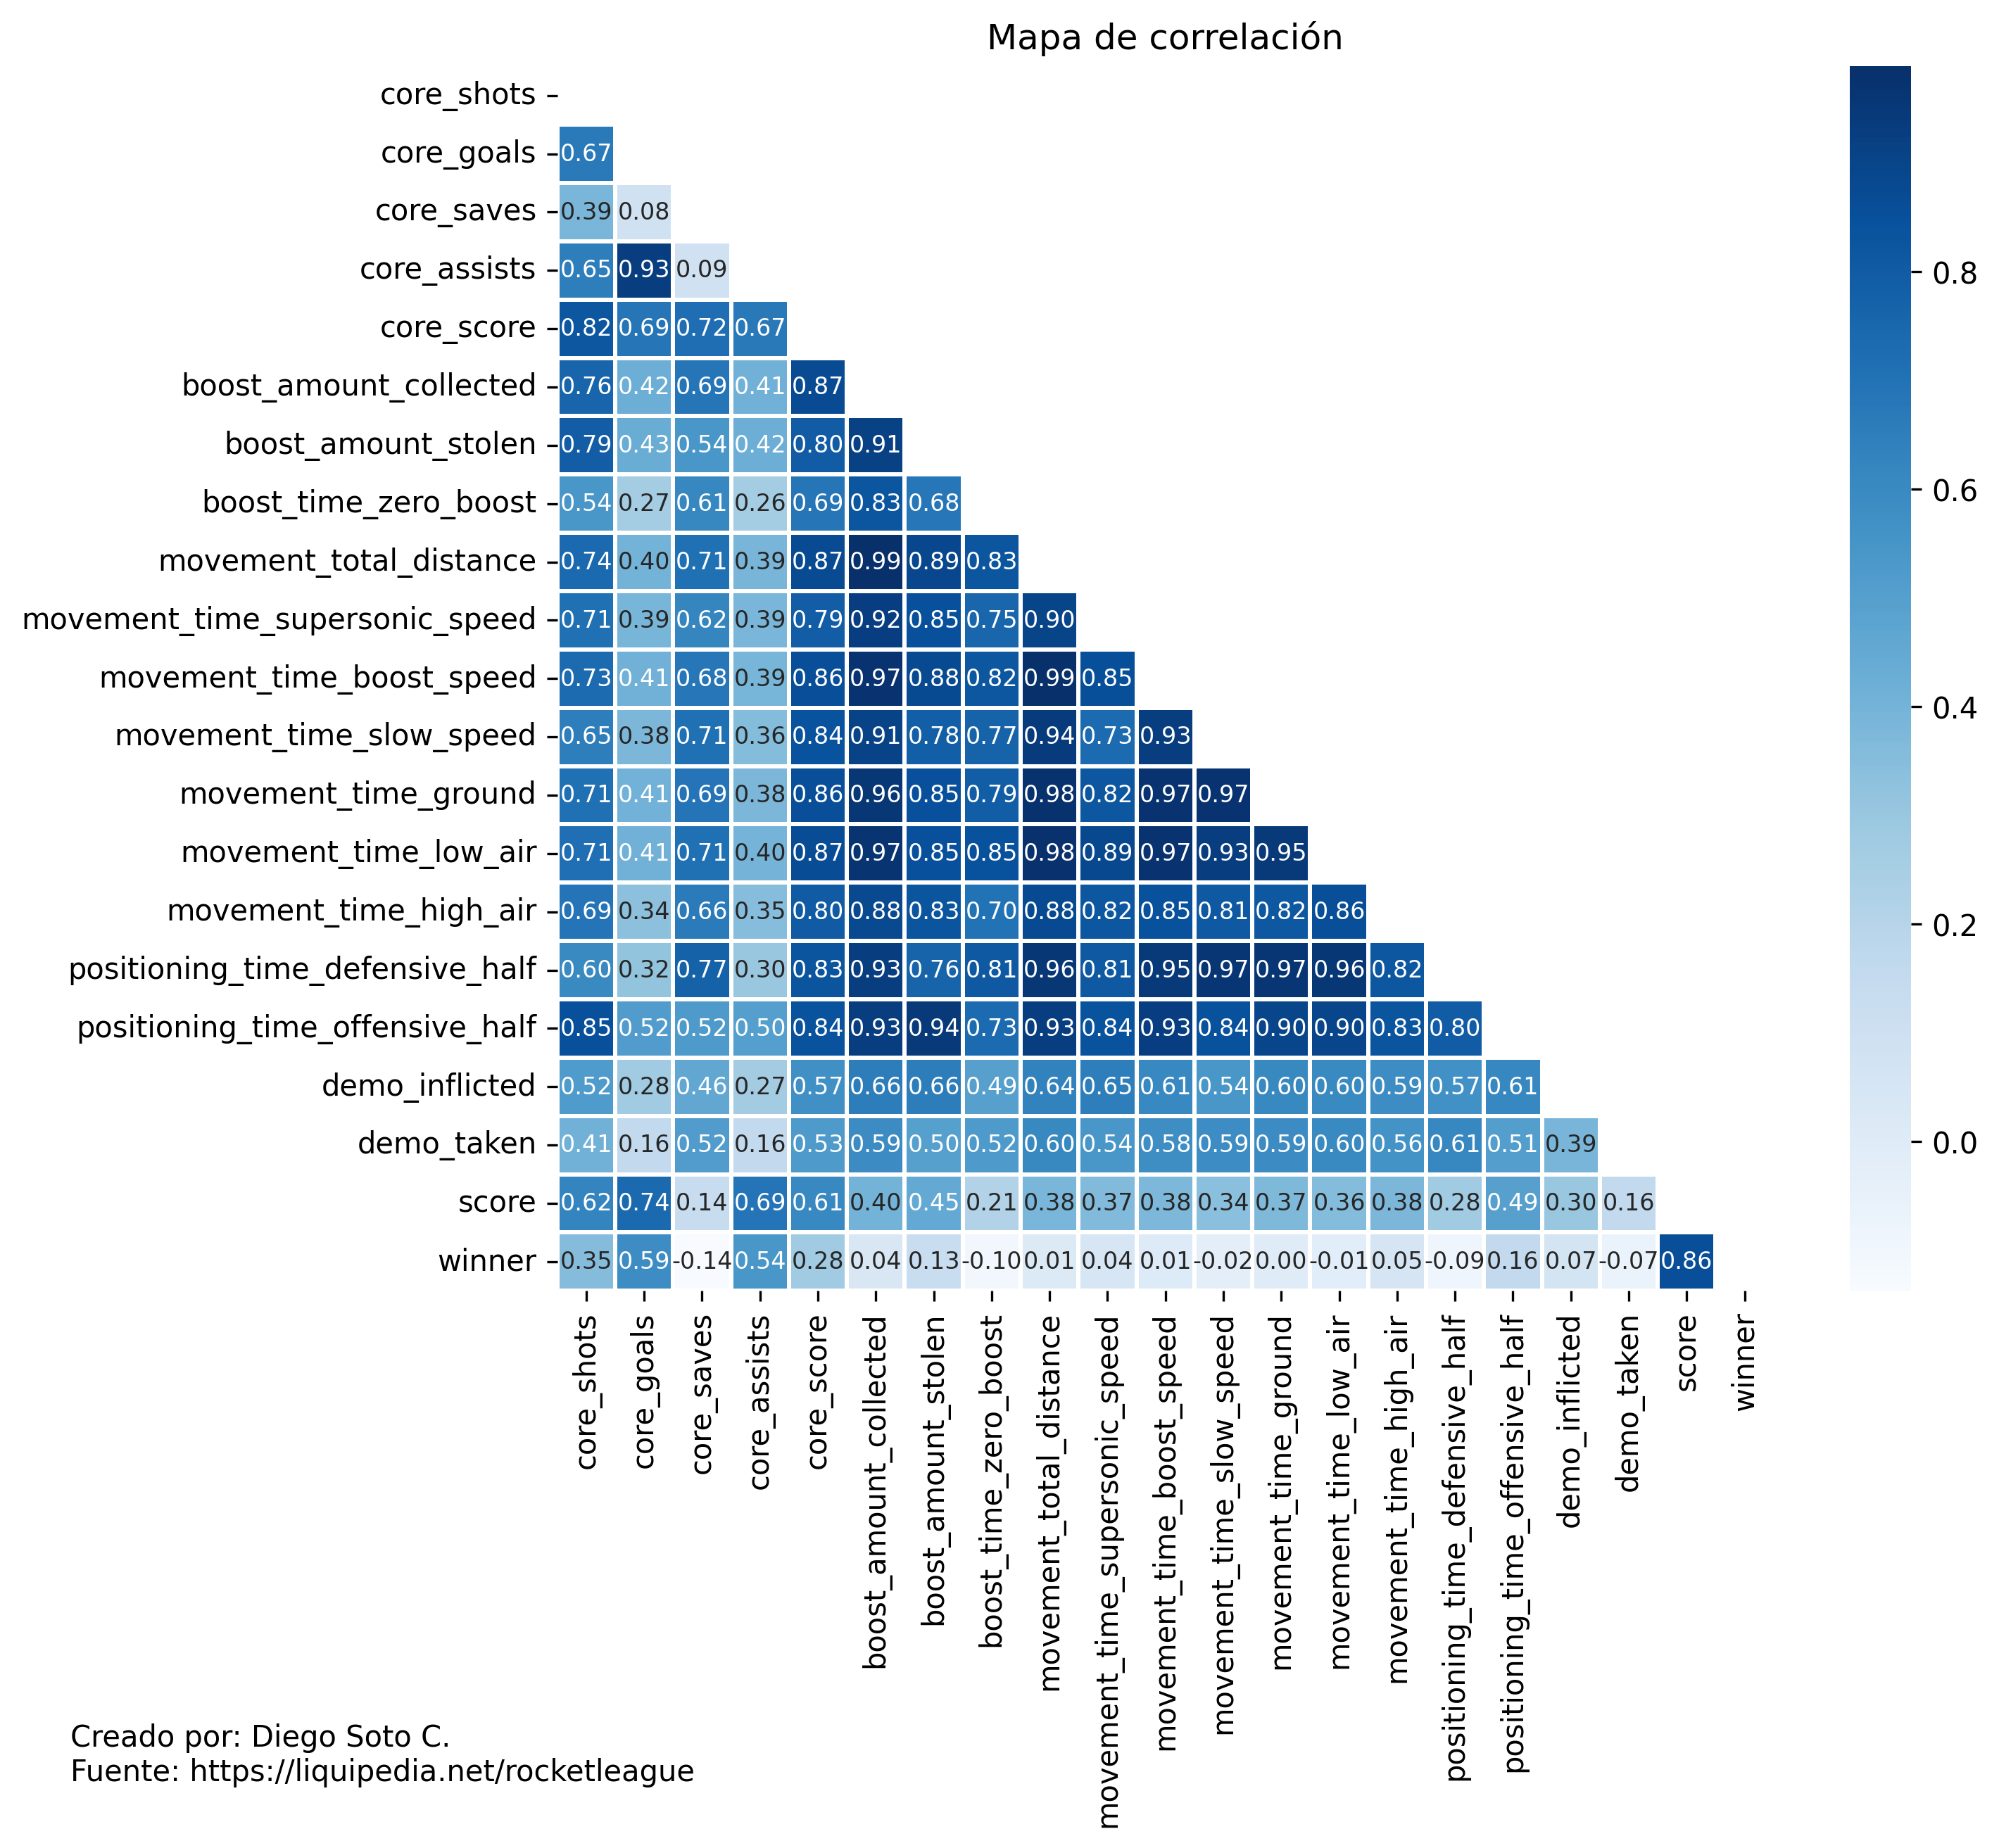 Mapa de correlación
core_shots
core_goals 0.67
core_saves 0.39 0.08
core_assists 0.65 0.93 0.09
core_score 0.82 0.69 0.72 0.67
boost_amount_collected 0.76 0.42 0.69 0.41 0.87
boost_amount_stolen 0.79 0.43 0.54 0.42 0.80 0.91
boost_time_zero_boost 0.54 0.27 0.61 0.26 0.69 0.83 0.68
movement_total_distance 0.74 0.40 0.71 0.39 0.87 0.99 0.89 0.83
movement_time_supersonic_speed 0.71 0.39 0.62 0.39 0.79 0.92 0.85 0.75 0.90
movement_time_boost_speed 0.73 0.41 0.68 0.39 0.86 0.97 0.88 0.82 0.99 0.85
movement_time_slow_speed 0.65 0.38 0.71 0.36 0.84 0.91 0.78 0.77 0.94 0.73 0.93
movement_time_ground 0.71 0.41 0.69 0.38 0.86 0.96 0.85 0.79 0.98 0.82 0.97 0.97
movement_time_low_air 0.71 0.41 0.71 0.40 0.87 0.97 0.85 0.85 0.98 0.89 0.97 0.93 0.95
movement_time_high_air 0.69 0.34 0.66 0.35 0.80 0.88 0.83 0.70 0.88 0.82 0.85 0.81 0.82 0.86
positioning_time_defensive_half 0.60 0.32 0.77 0.30 0.83 0.93 0.76 0.81 0.96 0.81 0.95 0.97 0.97 0.96 0.82
positioning_time_offensive_half 0.85 0.52 0.52 0.50 0.84 0.93 0.94 0.73 0.93 0.84 0.93 0.84 0.90 0.90 0.83 0.80
demo_inflicted 0.52 0.28 0.46 0.27 0.57 0.66 0.66 0.49 0.64 0.65 0.61 0.54 0.60 0.60 0.59 0.57 0.61
demo_taken 0.41 0.16 0.52 0.16 0.53 0.59 0.50 0.52 0.60 0.54 0.58 0.59 0.59 0.60 0.56 0.61 0.51 0.39
score 0.62 0.74 0.14 0.69 0.61 0.40 0.45 0.21 0.38 0.37 0.38 0.34 0.37 0.36 0.38 0.28 0.49 0.30 0.16
winner 0.35 0.59 -0.14 0.54 0.28 0.04 0.13 -0.10 0.01 0.04 0.01 -0.02 0.00 -0.01 0.05 -0.09 0.16 0.07 -0.07 0.86
core_shots
core_goals
core_saves
core_assists
core_score
boost_amount_collected
boost_amount_stolen
boost_time_zero_boost
movement_total_distance
movement_time_supersonic_speed
movement_time_boost_speed
movement_time_slow_speed
movement_time_ground
movement_time_low_air
movement_time_high_air
positioning_time_defensive_half
positioning_time_offensive_half
demo_inflicted
demo_taken
score
winner
0.8
0.6
0.4
0.2
0.0
Creado por: Diego Soto C.
Fuente: https://liquipedia.net/rocketleague